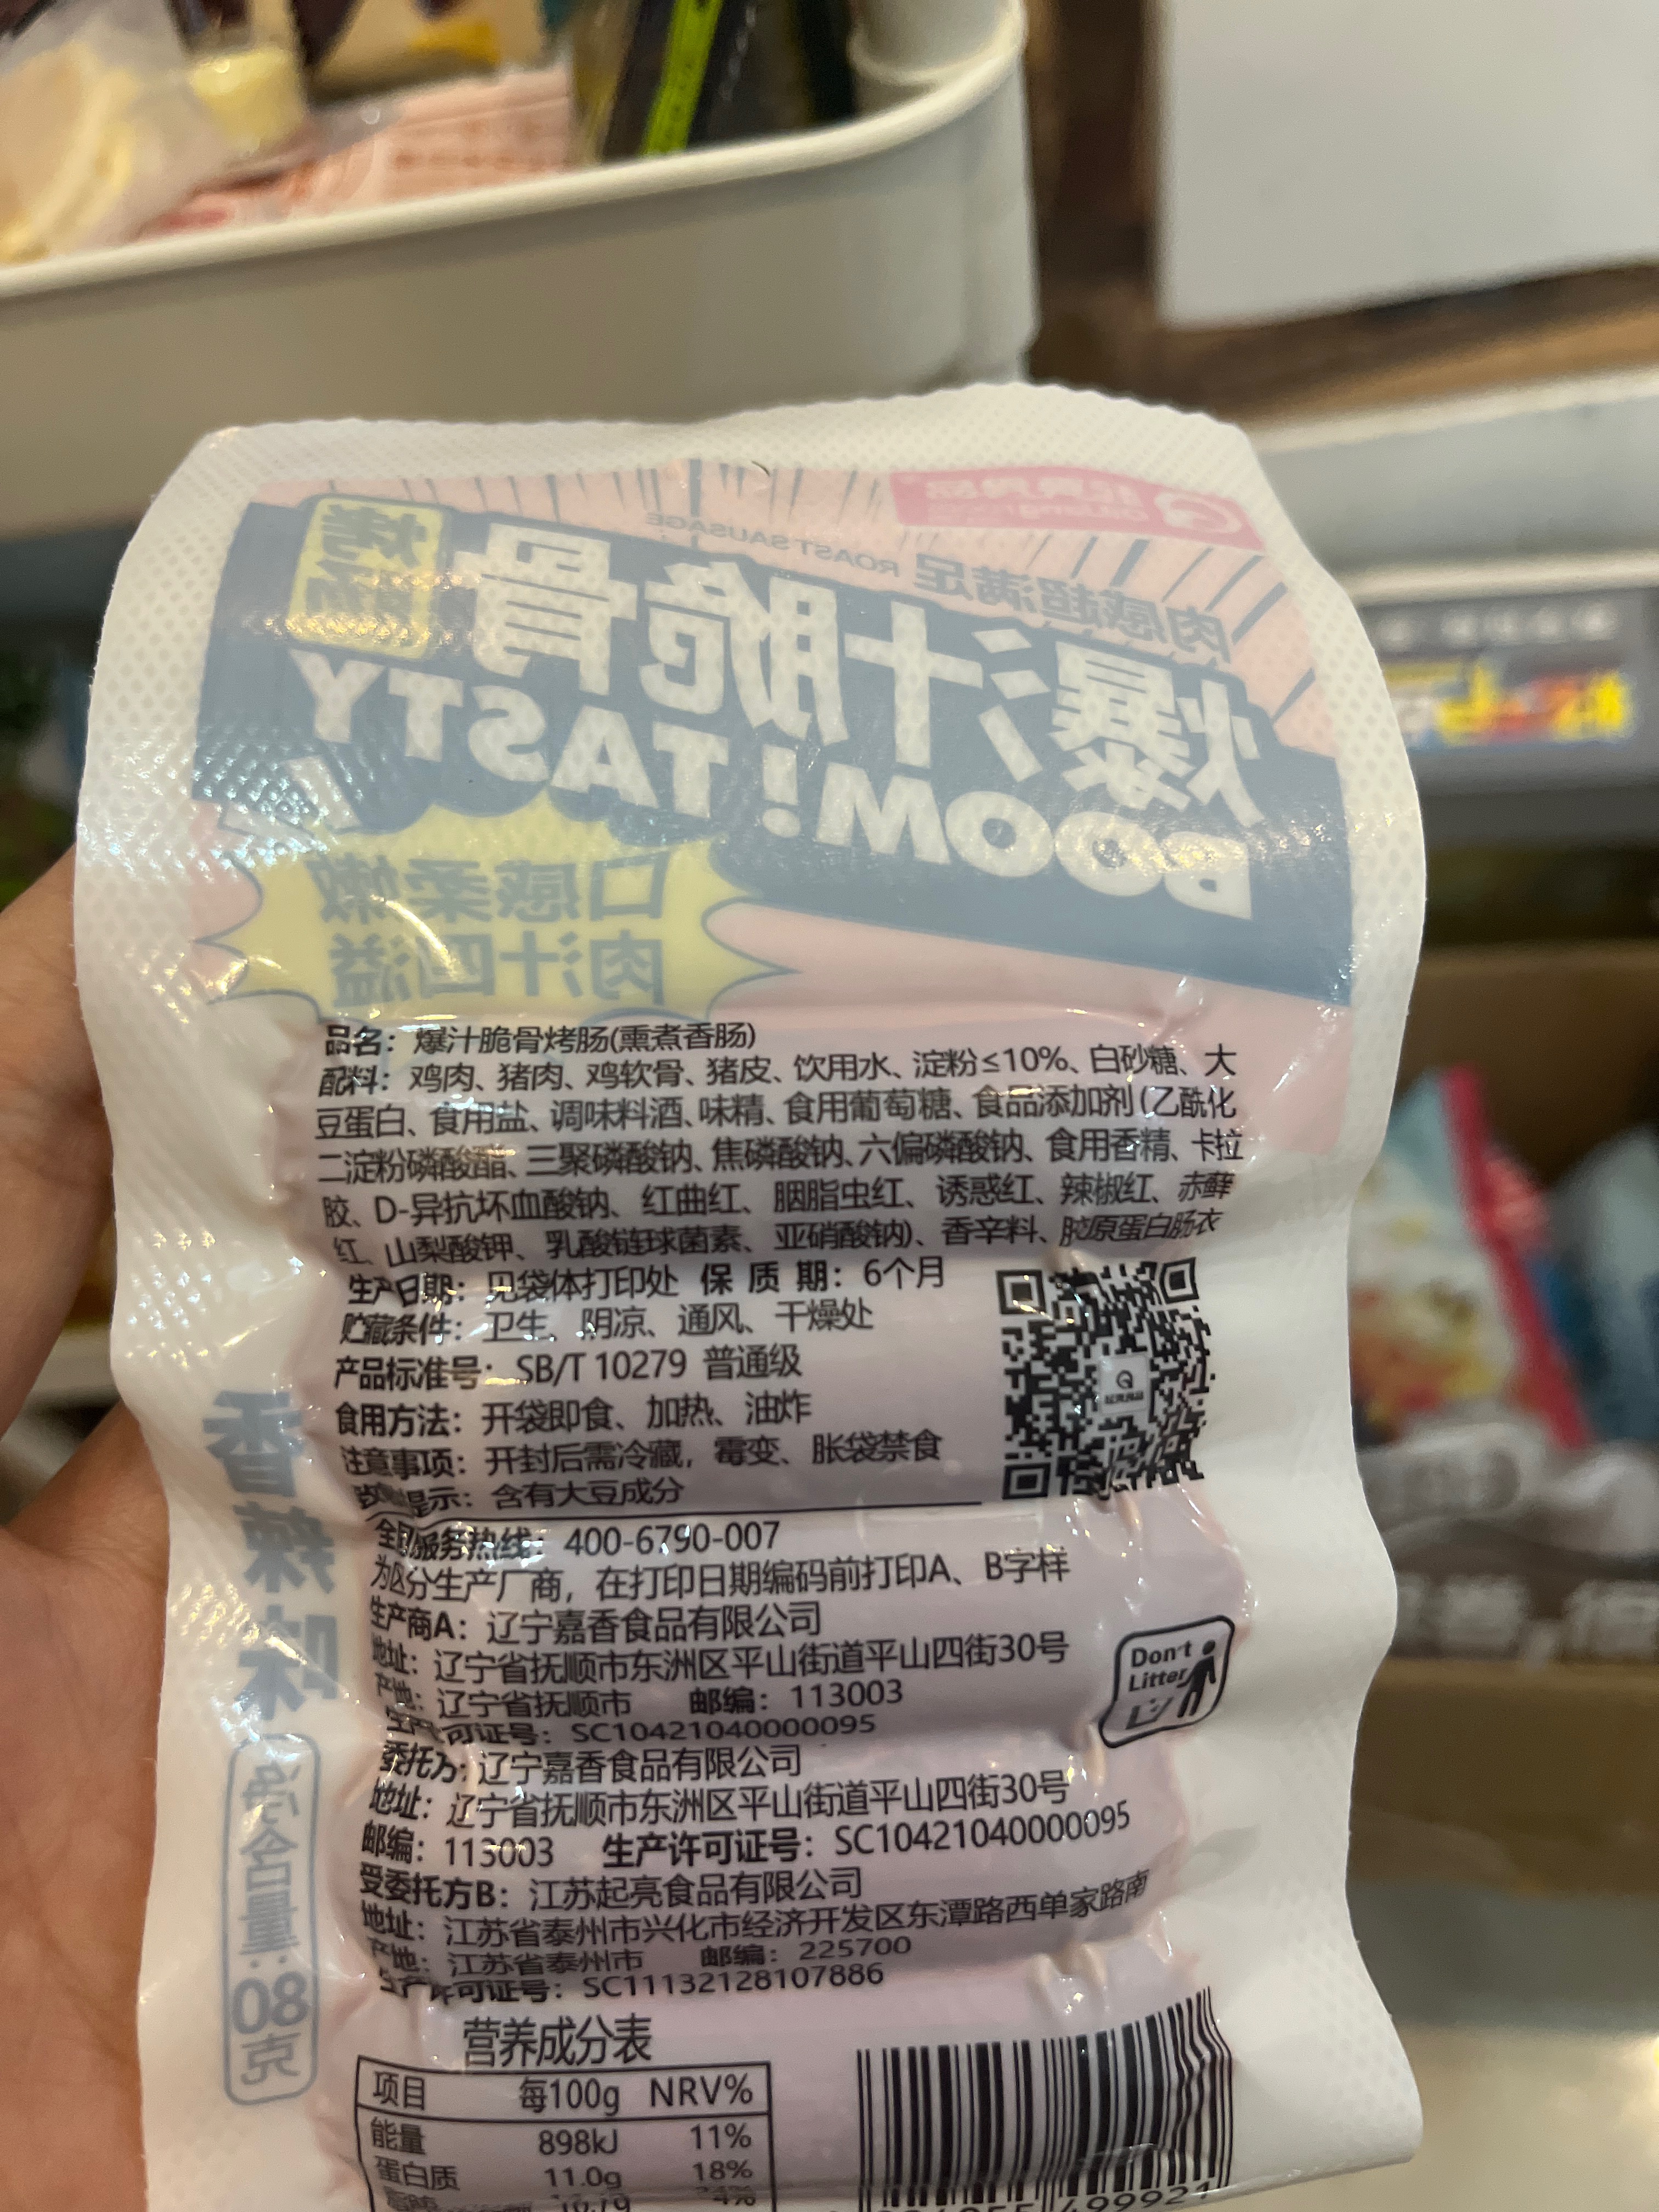 起亮食品
QiLiang
肉感超满足 ROAST SAUSAGE
爆汁脆骨
烤肠
BOOM! TASTY
口感柔嫩
肉汁四溢
品名：爆汁脆骨烤肠(熏煮香肠)
配料：鸡肉、猪肉、鸡软骨、猪皮、饮用水、淀粉≤10%、白砂糖、大
豆蛋白、食用盐、调味料酒、味精、食用葡萄糖、食品添加剂(乙酰化
二淀粉磷酸酯、三聚磷酸钠、焦磷酸钠、六偏磷酸钠、食用香精、卡拉
胶、D-异抗坏血酸钠、红曲红、胭脂虫红、诱惑红、辣椒红、赤藓
红、山梨酸钾、乳酸链球菌素、亚硝酸钠)、香辛料、胶原蛋白肠衣
生产日期：见袋体打印处 保 质 期：6个月
贮藏条件：卫生、阴凉、通风、干燥处
产品标准号：SB/T 10279 普通级
食用方法：开袋即食、加热、油炸
注意事项：开封后需冷藏，霉变、胀袋禁食
提示：含有大豆成分
全国服务热线：400-6790-007
为区分生产厂商，在打印日期编码前打印A、B字样
生产商A：辽宁嘉香食品有限公司
地址：辽宁省抚顺市东洲区平山街道平山四街30号
产地：辽宁省抚顺市 邮编：113003
生产许可证号：SC10421040000095
委托方：辽宁嘉香食品有限公司
地址：辽宁省抚顺市东洲区平山街道平山四街30号
邮编：113003 生产许可证号：SC10421040000095
受委托方B：江苏起亮食品有限公司
地址：江苏省泰州市兴化市经济开发区东潭路西单家路南
产地：江苏省泰州市 邮编：225700
生产许可证号：SC11132128107886
Don't
Litter
香辣味
净含量：80克
营养成分表
项目 每100g NRV%
能量 898kJ 11%
蛋白质 11.0g 18%